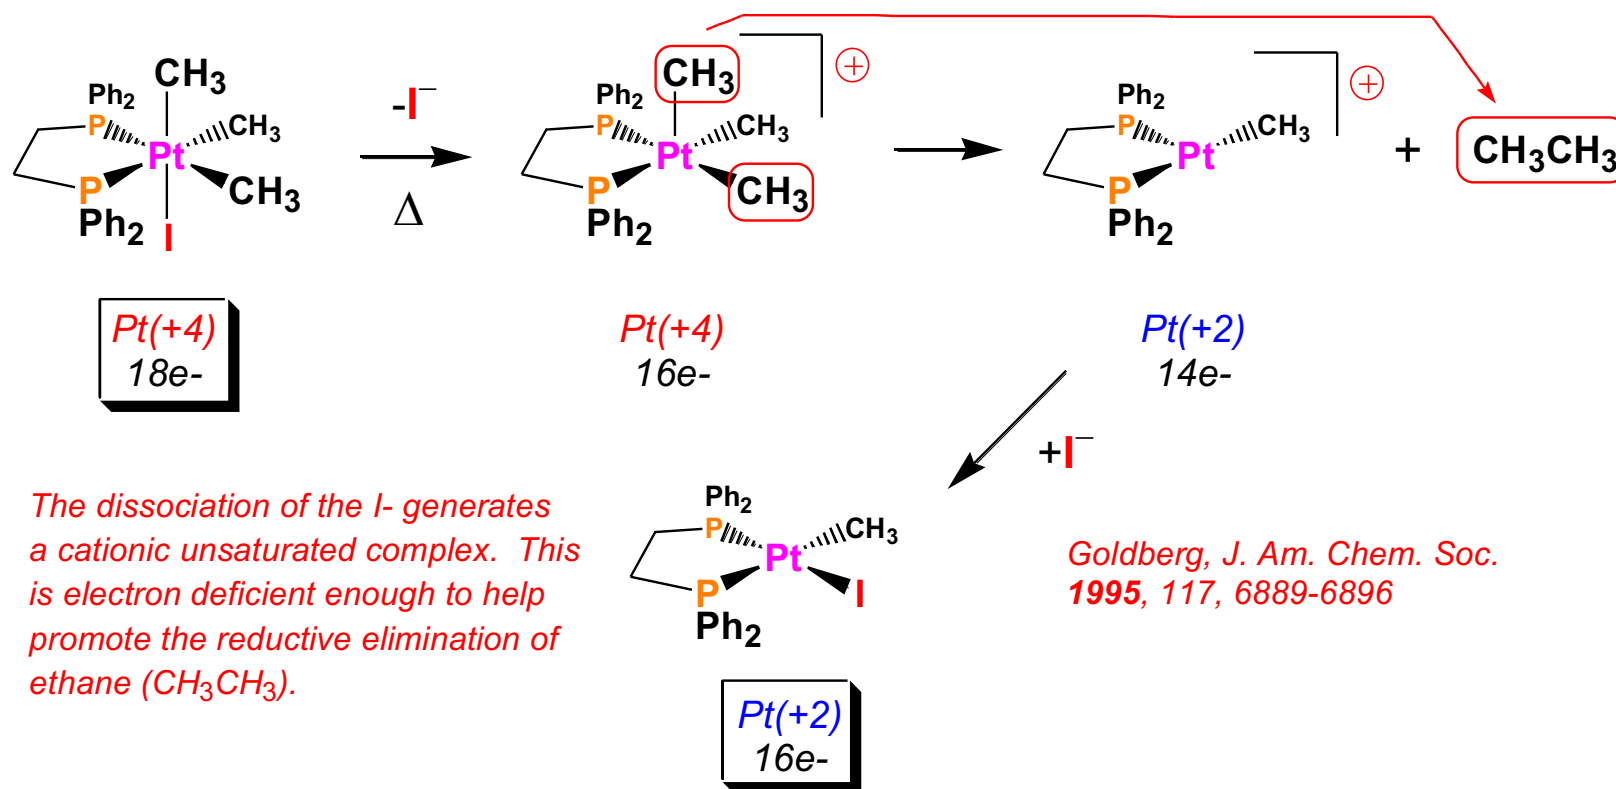 CH3
Ph2
P
CH3
Pt
P
CH3
Ph2
I
-I–
Δ
CH3
⊕
Ph2
P
CH3
Pt
P
CH3
Ph2
⊕
Ph2
P
CH3
Pt
P
Ph2
+
CH3CH3
Pt(+4)
18e-
Pt(+4)
16e-
Pt(+2)
14e-
+I–
The dissociation of the I- generates
a cationic unsaturated complex. This
is electron deficient enough to help
promote the reductive elimination of
ethane (CH3CH3).
Ph2
P
CH3
Pt
P
I
Ph2
Goldberg, J. Am. Chem. Soc.
1995, 117, 6889-6896
Pt(+2)
16e-